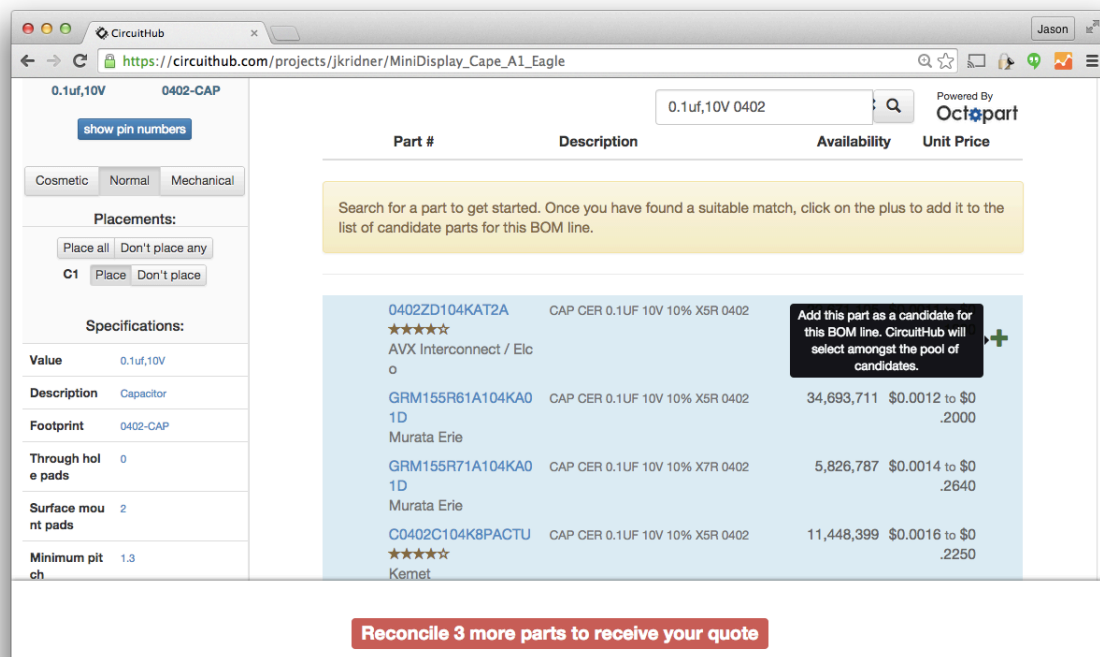 CircuitHub
Jason
https://circuithub.com/projects/jkridner/MiniDisplay_Cape_A1_Eagle
0.1uf,10V 0402-CAP
show pin numbers
Cosmetic Normal Mechanical
Placements:
Place all Don't place any
C1 Place Don't place
Specifications:
Value 0.1uf,10V
Description Capacitor
Footprint 0402-CAP
Through hol
e pads
0
Surface mou
nt pads
2
Minimum pit
ch
1.3
0.1uf,10V 0402
Powered By
Octopart
Part # Description Availability Unit Price
Search for a part to get started. Once you have found a suitable match, click on the plus to add it to the
list of candidate parts for this BOM line.
0402ZD104KAT2A CAP CER 0.1UF 10V 10% X5R 0402
AVX Interconnect / Elc
o
Add this part as a candidate for
this BOM line. CircuitHub will
select amongst the pool of
candidates.
GRM155R61A104KA0 CAP CER 0.1UF 10V 10% X5R 0402 34,693,711 $0.0012 to $0
1D .2000
Murata Erie
GRM155R71A104KA0 CAP CER 0.1UF 10V 10% X7R 0402 5,826,787 $0.0014 to $0
1D .2640
Murata Erie
C0402C104K8PACTU CAP CER 0.1UF 10V 10% X5R 0402 11,448,399 $0.0016 to $0
.2250
Kemet
Reconcile 3 more parts to receive your quote